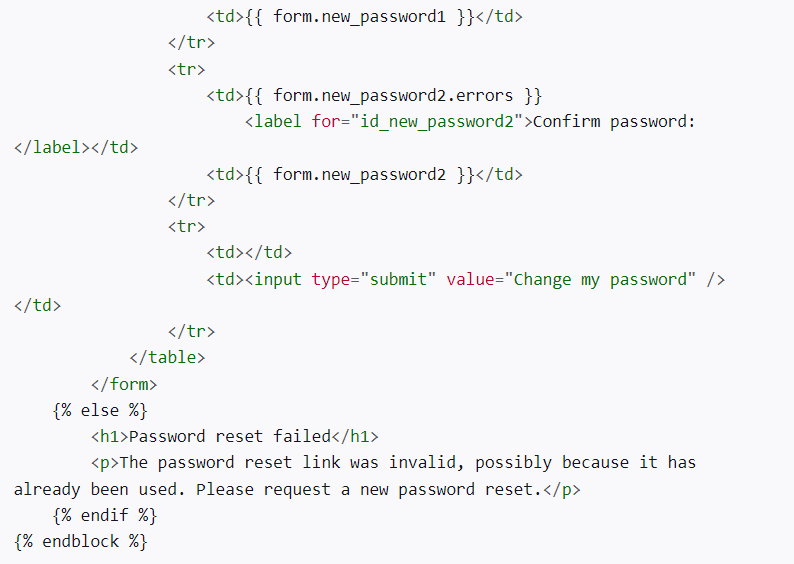 <td>{{ form.new_password1 }}</td>
                </tr>
                <tr>
                    <td>{{ form.new_password2.errors }}
                        <label for="id_new_password2">Confirm password:
</label></td>
                    <td>{{ form.new_password2 }}</td>
                </tr>
                <tr>
                    <td></td>
                    <td><input type="submit" value="Change my password" />
</td>
                </tr>
            </table>
        </form>
    {% else %}
        <h1>Password reset failed</h1>
        <p>The password reset link was invalid, possibly because it has
already been used. Please request a new password reset.</p>
    {% endif %}
{% endblock %}